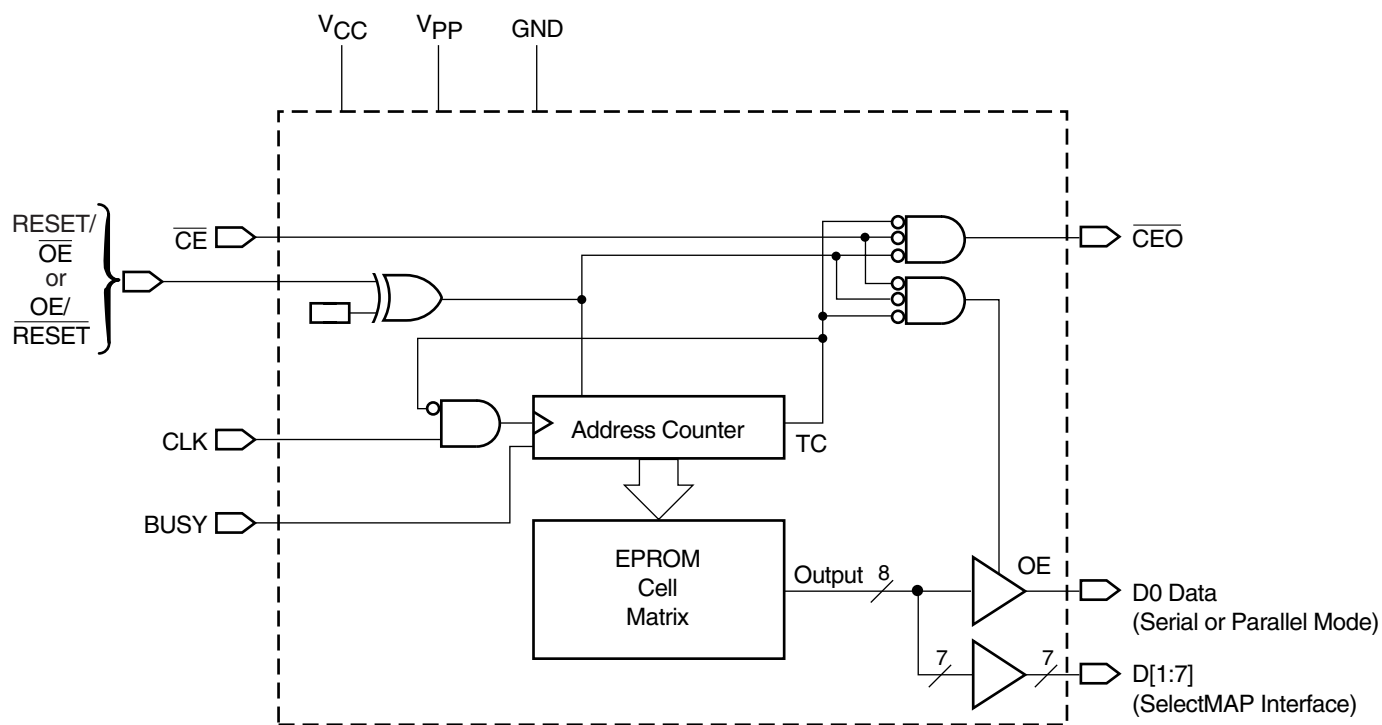 VCC
VPP
GND
RESET/
OE
or
OE/
RESET
CE
CEO
CLK
Address Counter
TC
BUSY
EPROM
Cell
Matrix
Output
8
OE
D0 Data
(Serial or Parallel Mode)
7
7
D[1:7]
(SelectMAP Interface)